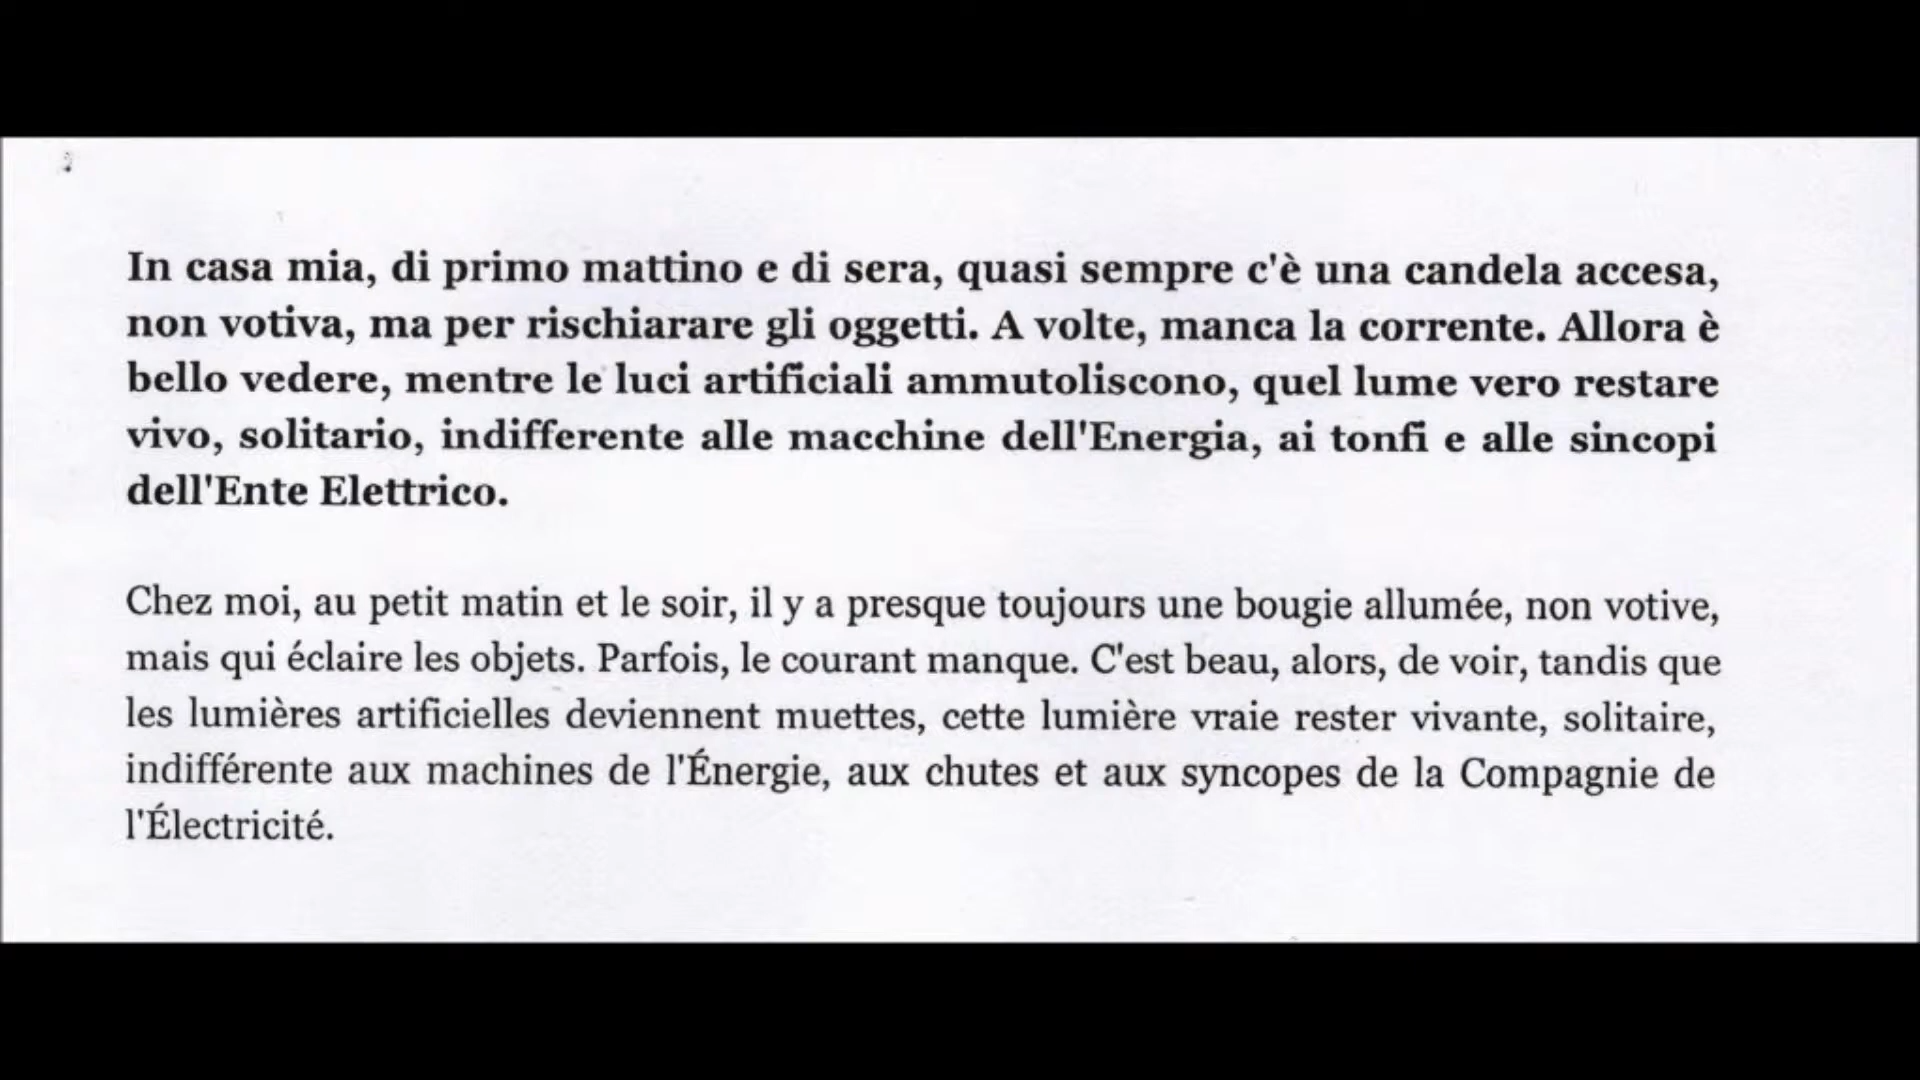 In casa mia, di primo mattino e di sera, quasi sempre c'è una candela accesa,
non votiva, ma per rischiarare gli oggetti. A volte, manca la corrente. Allora è
bello vedere, mentre le luci artificiali ammutoliscono, quel lume vero restare
vivo, solitario, indifferente alle macchine dell'Energia, ai tonfi e alle sincopi
dell'Ente Elettrico.
Chez moi, au petit matin et le soir, il y a presque toujours une bougie allumée, non votive,
mais qui éclaire les objets. Parfois, le courant manque. C'est beau, alors, de voir, tandis que
les lumières artificielles deviennent muettes, cette lumière vraie rester vivante, solitaire,
indifférente aux machines de l'Énergie, aux chutes et aux syncopes de la Compagnie de
l'Électricité.